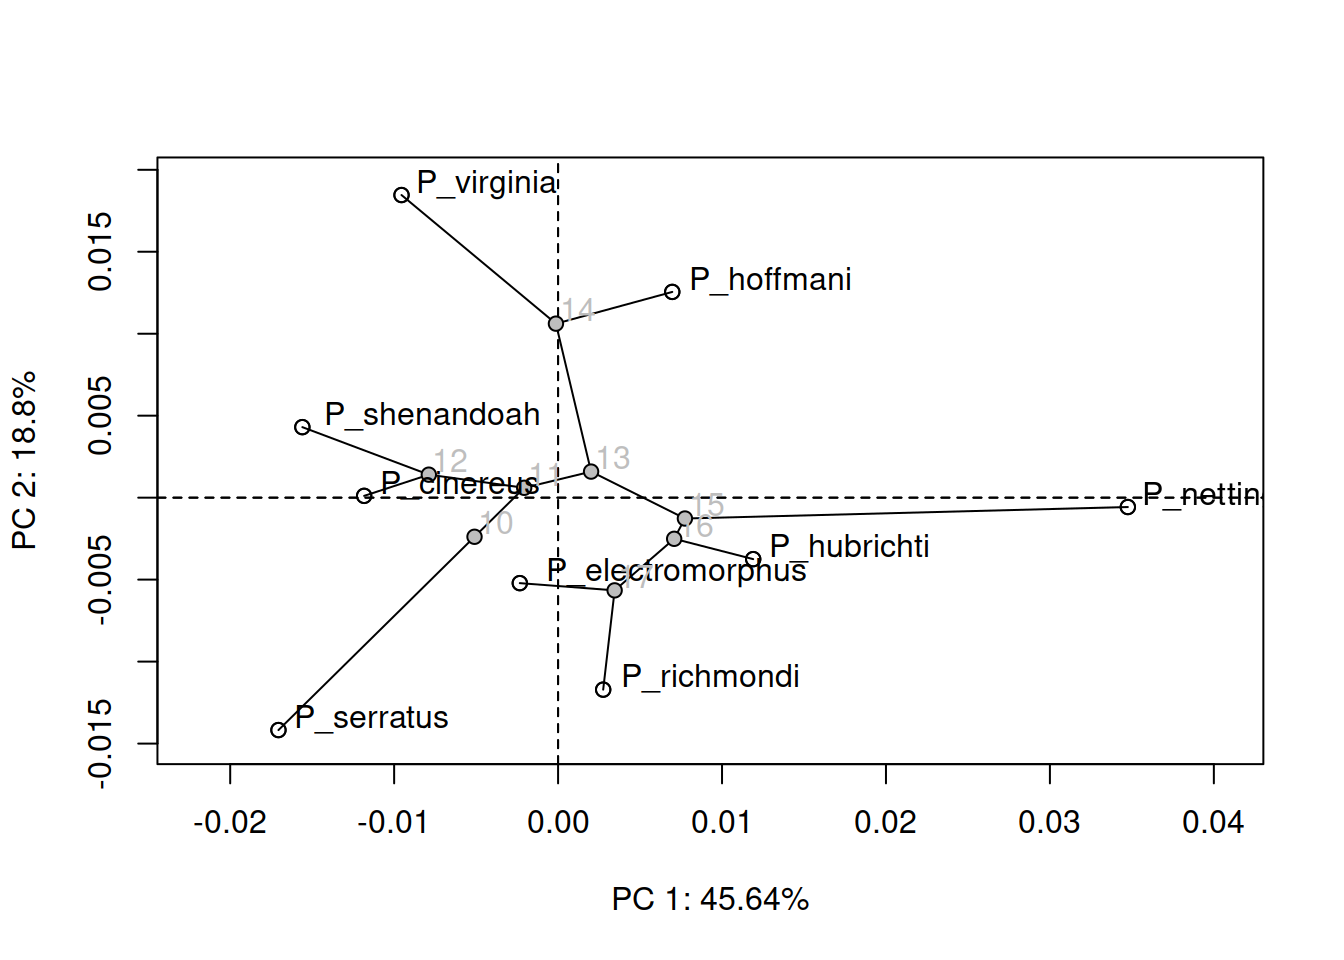 P_virginia
P_hoffmani
14
P_shenandoah
12
13
P_cinereus
11
P_nettin
15
10
16
P_hubrichti
P_electromorphus
17
P_richmondi
P_serratus
0.015
0.005
-0.005
-0.015
PC 2: 18.8%
-0.02 -0.01 0.00 0.01 0.02 0.03 0.04
PC 1: 45.64%